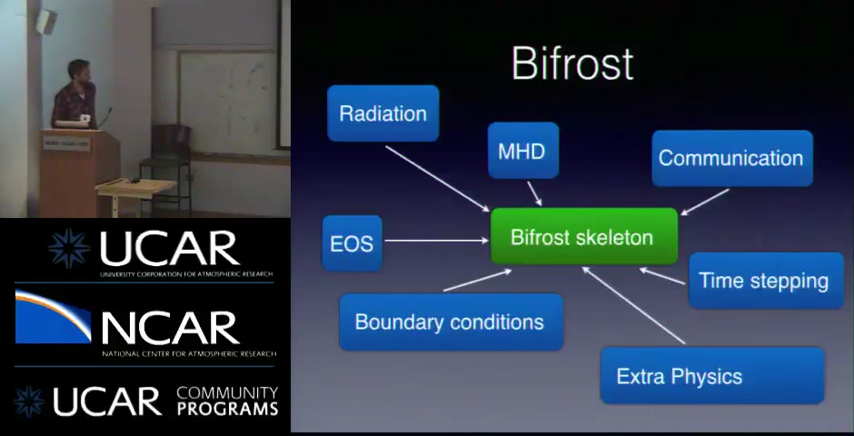 Bifrost
Radiation
MHD
Communication
EOS
Bifrost skeleton
Time stepping
Boundary conditions
Extra Physics
UCAR
UNIVERSITY CORPORATION FOR ATMOSPHERIC RESEARCH
NCAR
NATIONAL CENTER FOR ATMOSPHERIC RESEARCH
UCAR COMMUNITY
PROGRAMS